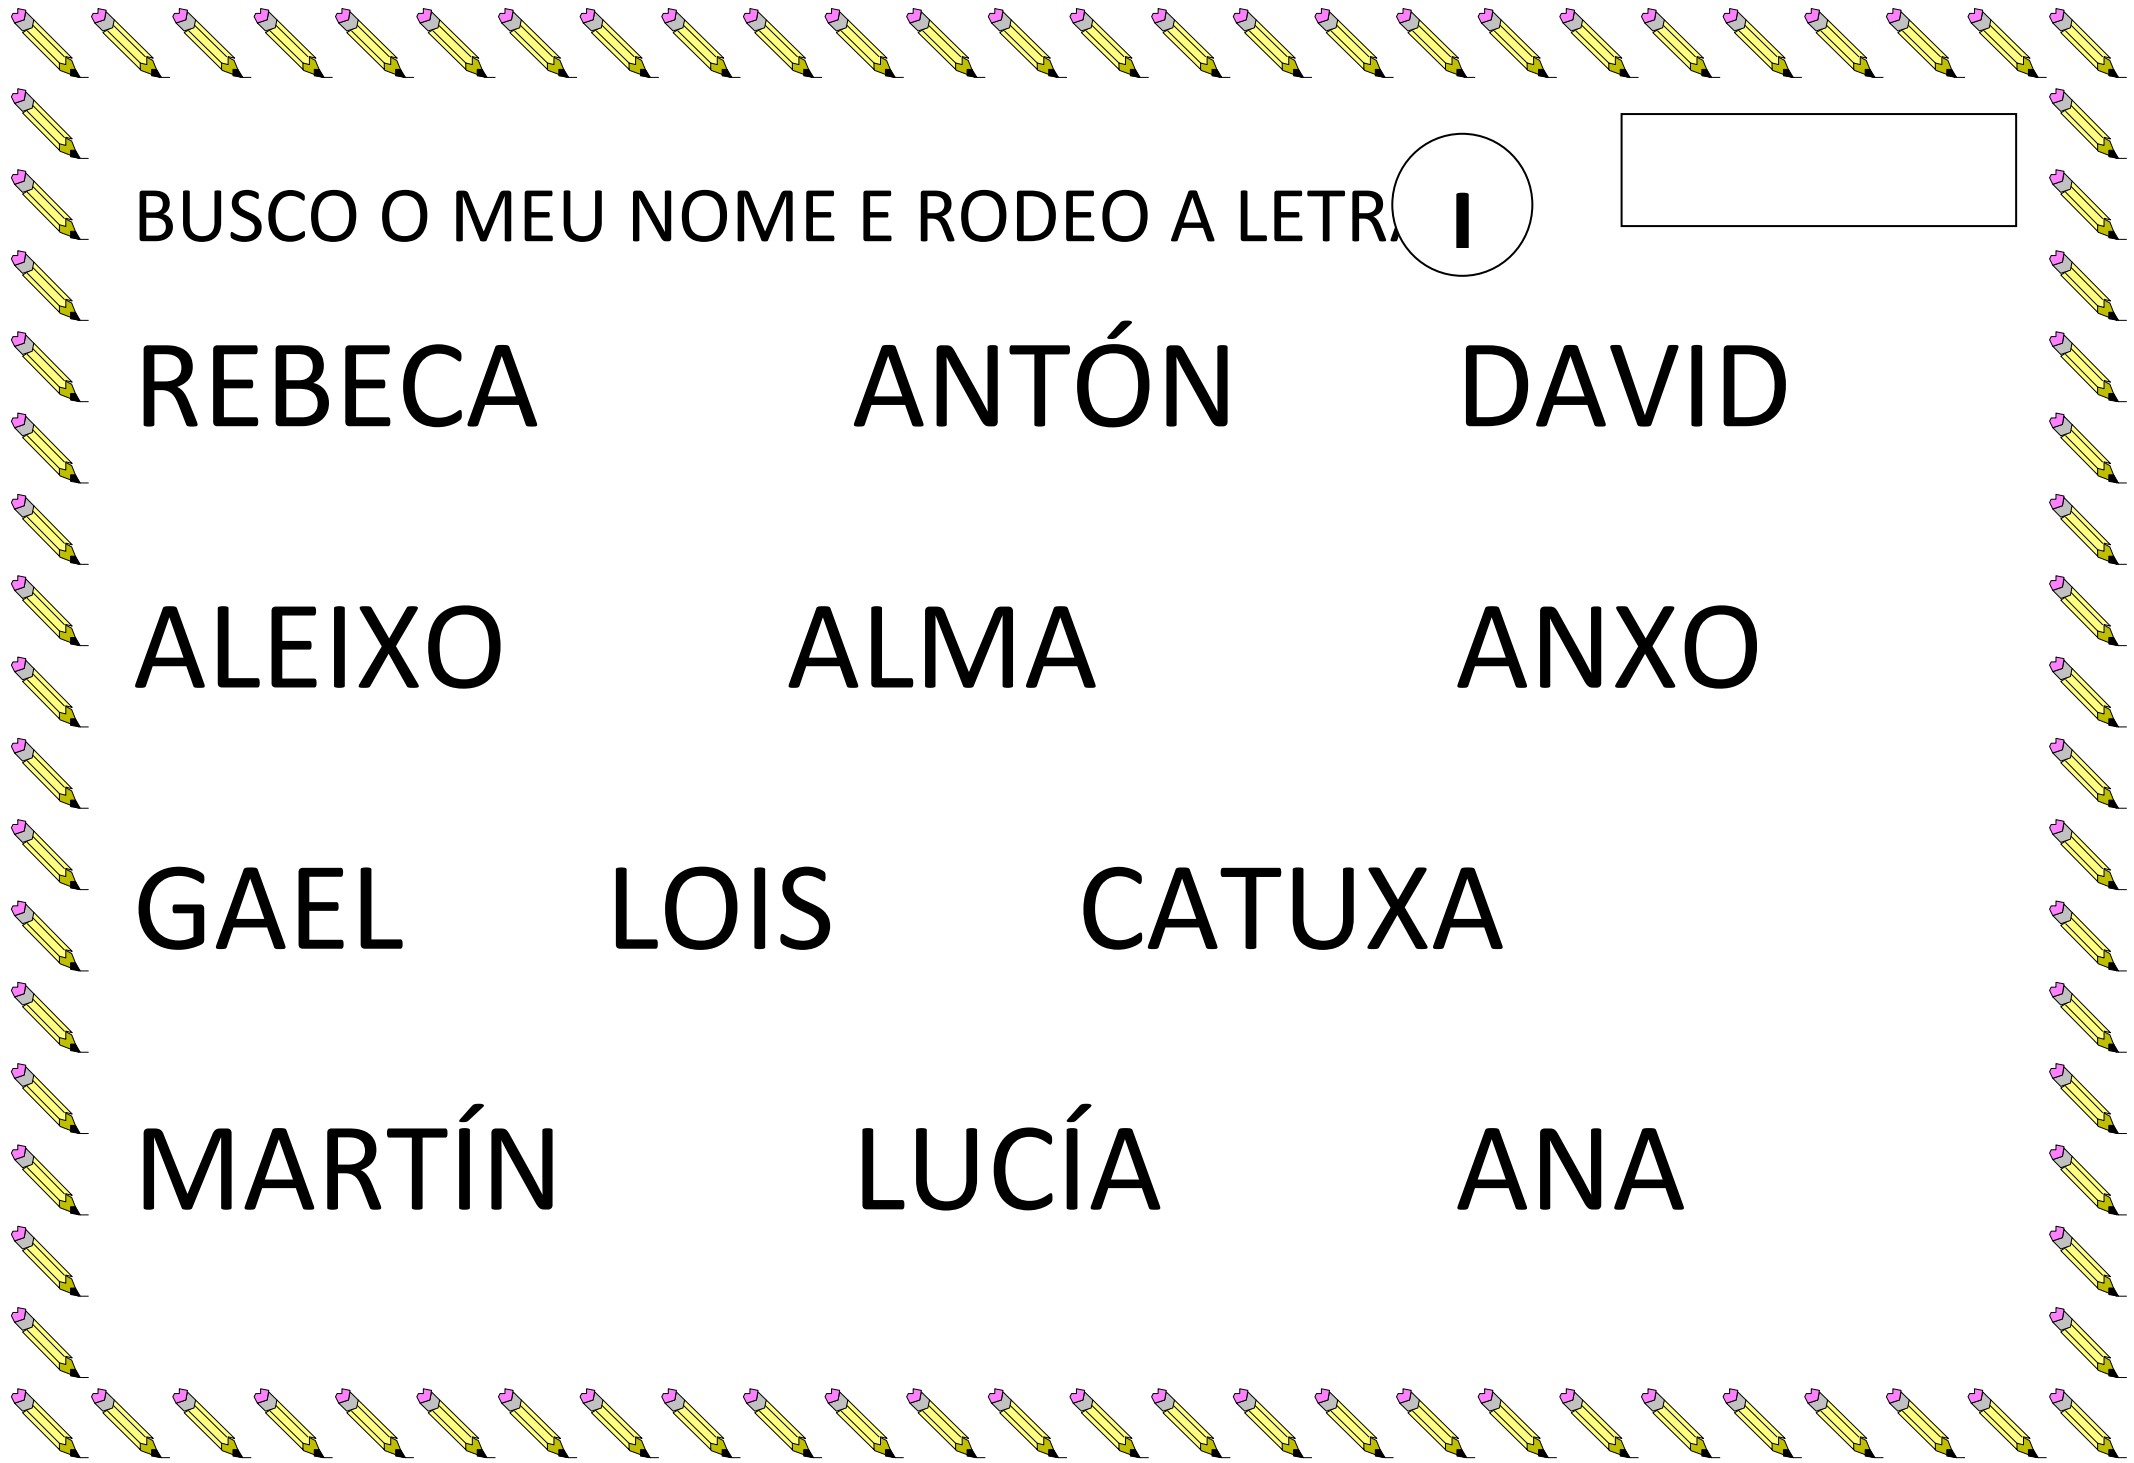 BUSCO O MEU NOME E RODEO A LETRA I
REBECA ANTÓN DAVID
ALEIXO ALMA ANXO
GAEL LOIS CATUXA
MARTÍN LUCÍA ANA